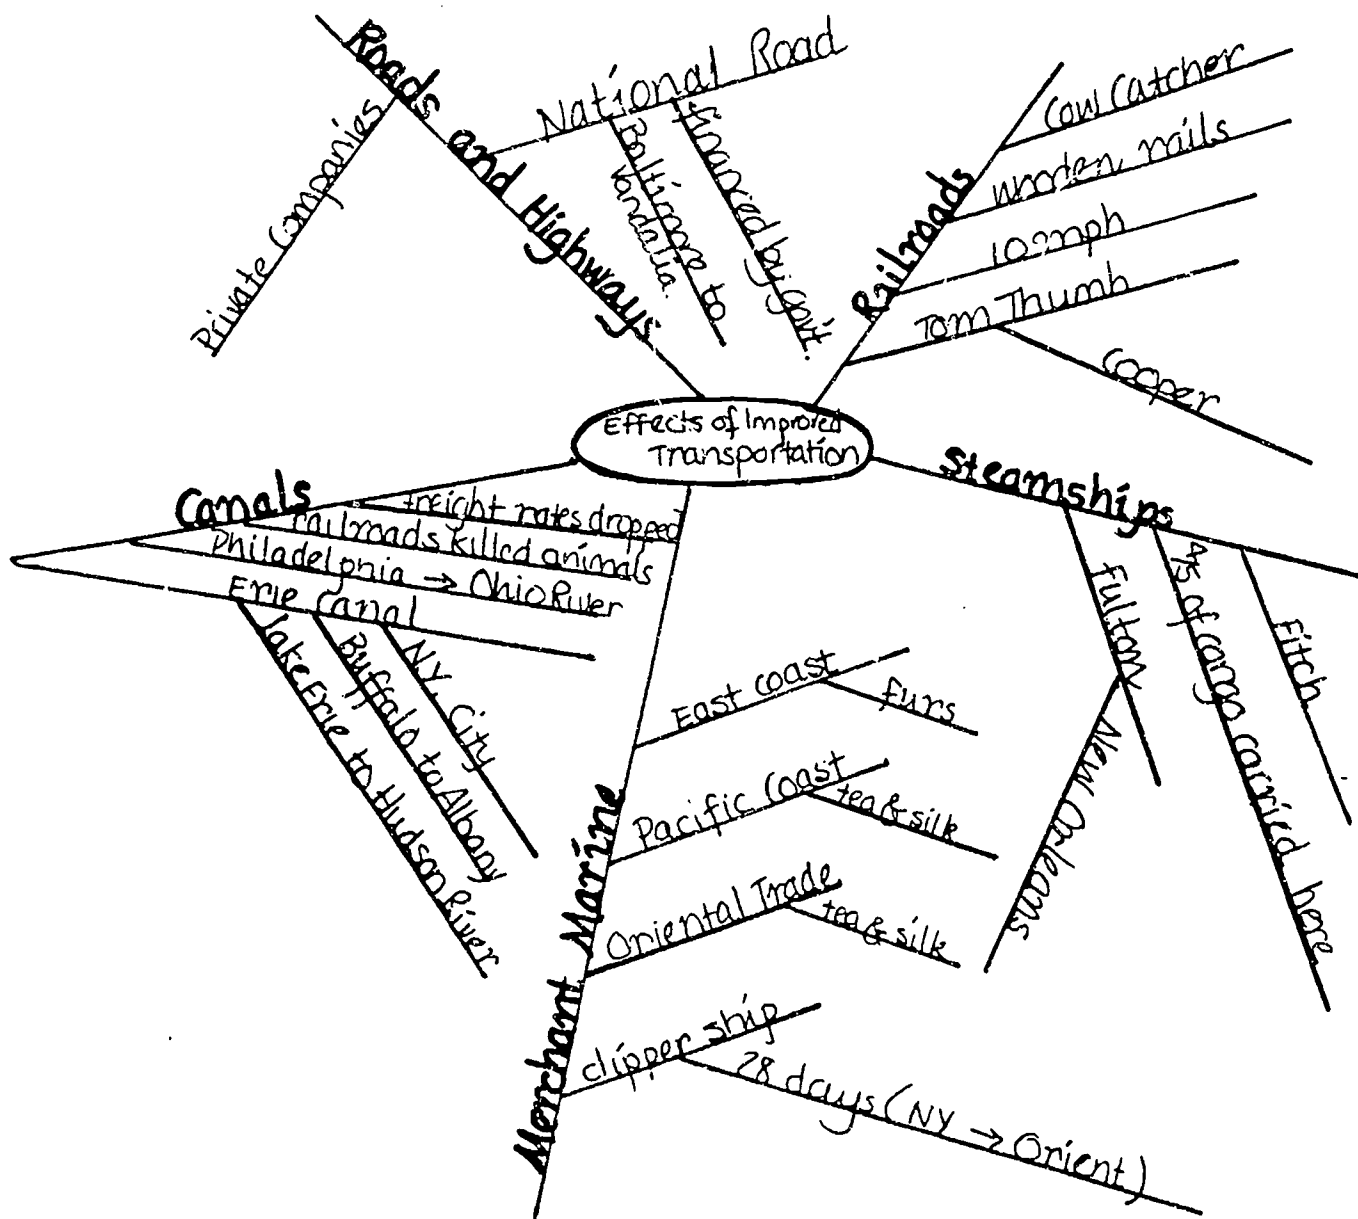 Effects of Improved
Transportation
Roads and Highways
Private Companies
National Road
Baltimore to
Vandalia.
financed by gov't.
Railroads
Cow Catcher
wooden rails
10 mph
Tom Thumb
Cooper
Steamships
Fulton
New Orleans
4/5 of cargo carried here
Fitch
Merchant Marine
East coast
furs
Pacific Coast
tea & silk
Oriental Trade
tea & silk
clipper ship
28 days (NY → Orient)
Canals
freight rates dropped
railroads killed animals
Philadelphia → Ohio River
Erie Canal
Lake Erie to Hudson River
Buffalo to Albany
N.Y. City